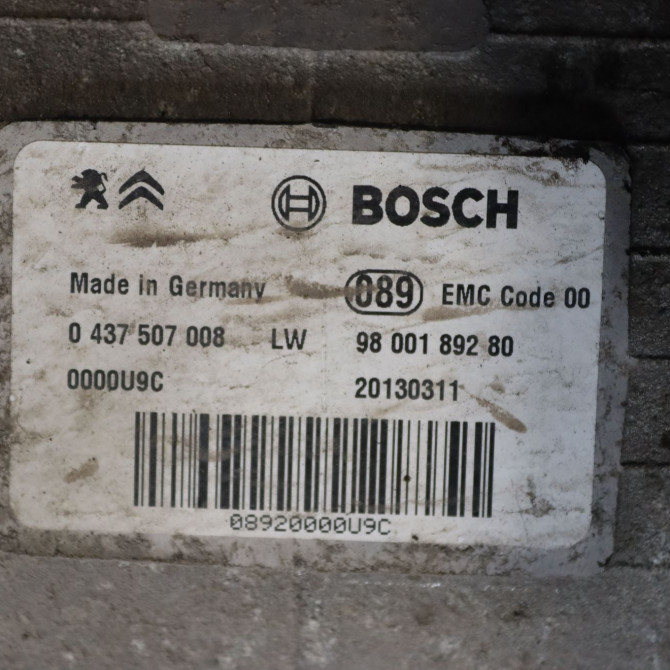 BOSCH
Made in Germany 089 EMC Code 00
0 437 507 008 LW 98 001 892 80
0000U9C 20130311
08920000U9C